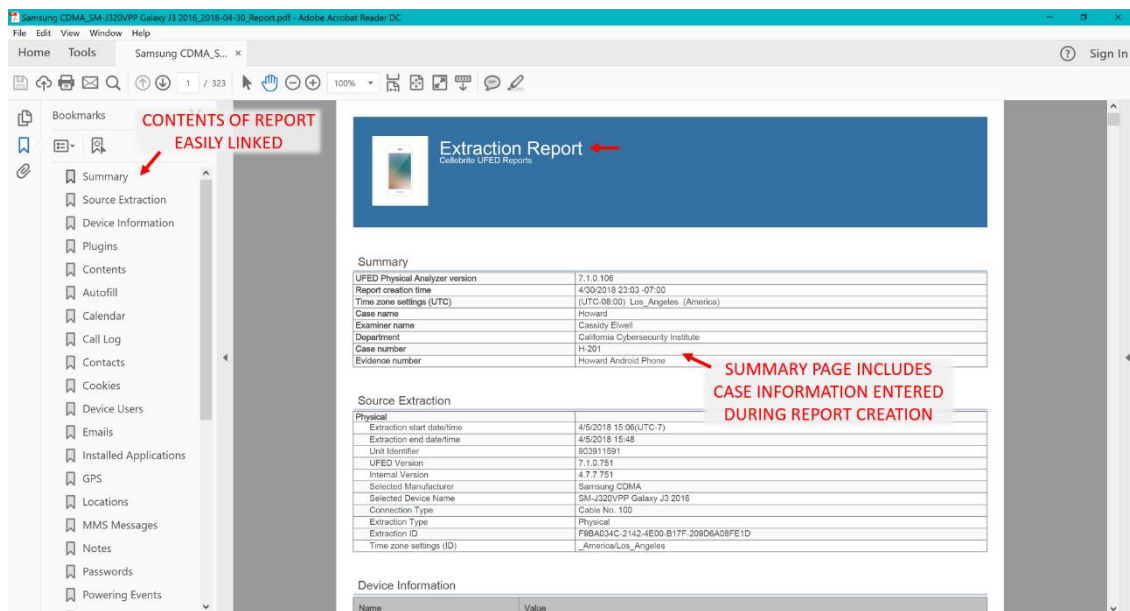 Samsung CDMA_SM-J320VPP Galaxy J3 2016_2018-04-30_Report.pdf - Adobe Acrobat Reader DC
File Edit View Window Help
Home Tools Samsung CDMA_S... × Sign In
1 / 323 100%
Bookmarks
CONTENTS OF REPORT
EASILY LINKED
Summary
Source Extraction
Device Information
Plugins
Contents
Autofill
Calendar
Call Log
Contacts
Cookies
Device Users
Emails
Installed Applications
GPS
Locations
MMS Messages
Notes
Passwords
Powering Events
Extraction Report
Cellebrite UFED Reports
Summary
UFED Physical Analyzer version 7.1.0.106
Report creation time 4/30/2018 23:03 -07:00
Time zone settings (UTC) (UTC-08:00) Los_Angeles (America)
Case name Howard
Examiner name Cassidy Elwell
Department California Cybersecurity Institute
Case number H-201
Evidence number Howard Android Phone
SUMMARY PAGE INCLUDES
CASE INFORMATION ENTERED
DURING REPORT CREATION
Source Extraction
Physical
Extraction start date/time 4/5/2018 15:06(UTC-7)
Extraction end date/time 4/5/2018 15:48
Unit Identifier 903911591
UFED Version 7.1.0.751
Internal Version 4.7.7.751
Selected Manufacturer Samsung CDMA
Selected Device Name SM-J320VPP Galaxy J3 2016
Connection Type Cable No. 100
Extraction Type Physical
Extraction ID F9BA034C-2142-4E00-B17F-209D6A08FE1D
Time zone settings (ID) _America/Los_Angeles
Device Information
Name Value